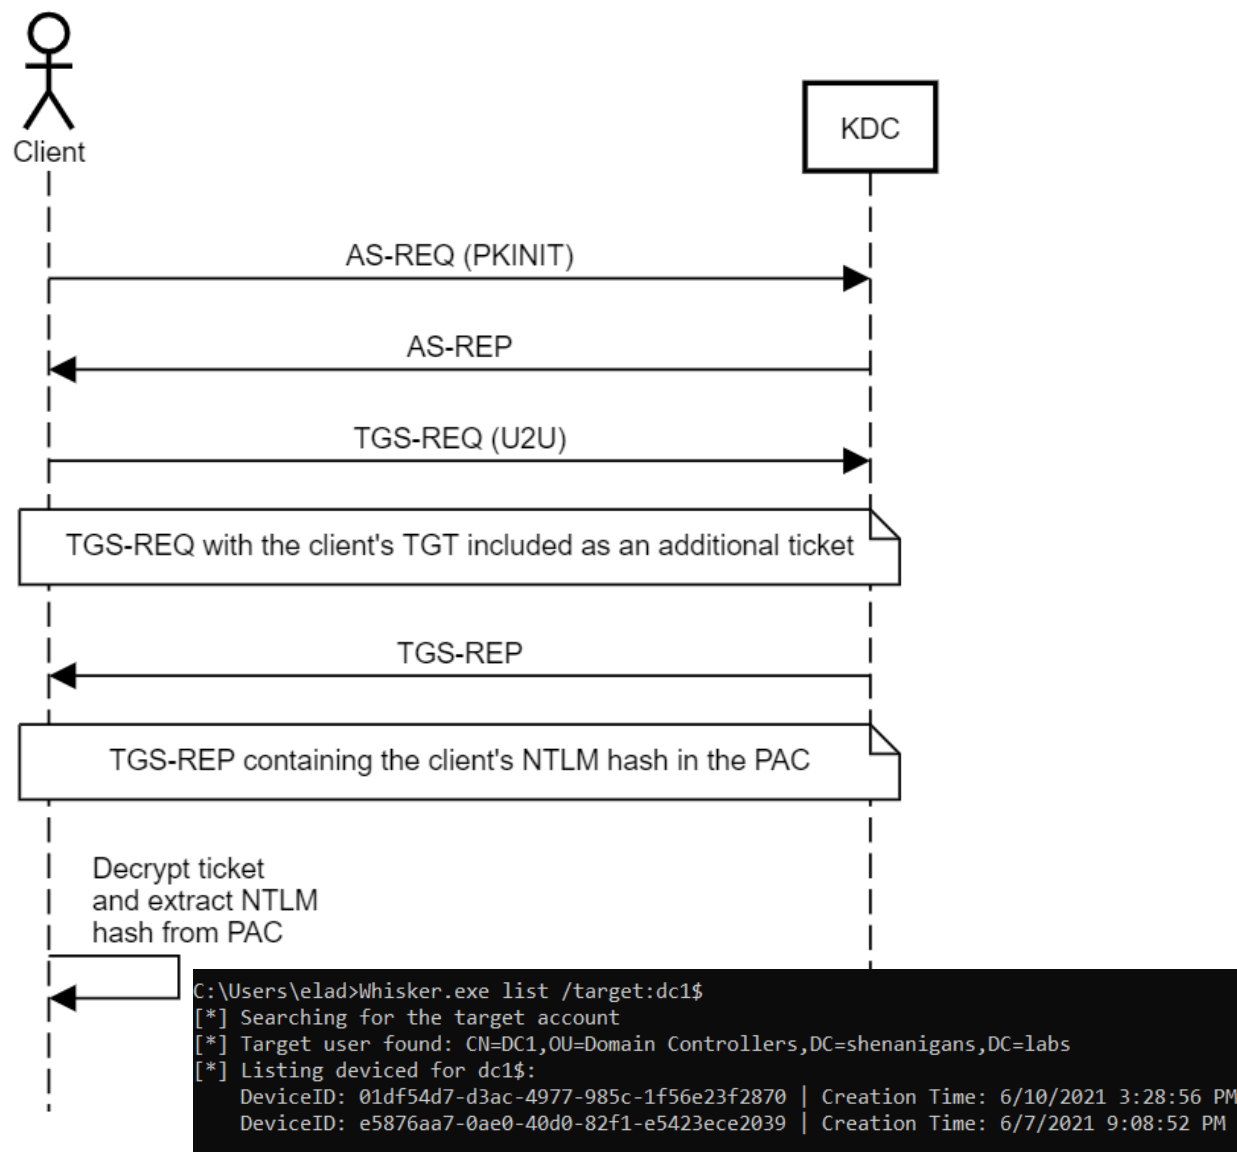 Client
KDC
AS-REQ (PKINIT)
AS-REP
TGS-REQ (U2U)
TGS-REQ with the client's TGT included as an additional ticket
TGS-REP
TGS-REP containing the client's NTLM hash in the PAC
Decrypt ticket
and extract NTLM
hash from PAC
C:\Users\elad>Whisker.exe list /target:dc1$
[*] Searching for the target account
[*] Target user found: CN=DC1,OU=Domain Controllers,DC=shenanigans,DC=labs
[*] Listing deviced for dc1$:
DeviceID: 01df54d7-d3ac-4977-985c-1f56e23f2870 | Creation Time: 6/10/2021 3:28:56 PM
DeviceID: e5876aa7-0ae0-40d0-82f1-e5423ece2039 | Creation Time: 6/7/2021 9:08:52 PM